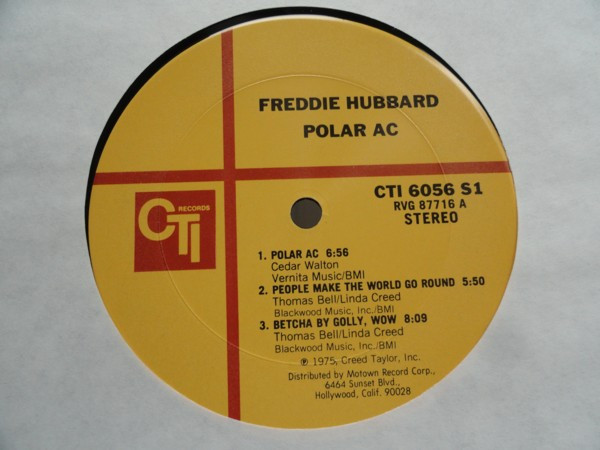 FREDDIE HUBBARD
POLAR AC
CTI RECORDS
CTI 6056 S1
RVG 87716 A
STEREO
1. POLAR AC 6:56
Cedar Walton
Vernita Music/BMI
2. PEOPLE MAKE THE WORLD GO ROUND 5:50
Thomas Bell/Linda Creed
Blackwood Music, Inc./BMI
3. BETCHA BY GOLLY, WOW 8:09
Thomas Bell/Linda Creed
Blackwood Music, Inc./BMI
℗ 1975, Creed Taylor, Inc.
Distributed by Motown Record Corp.,
6464 Sunset Blvd.,
Hollywood, Calif. 90028